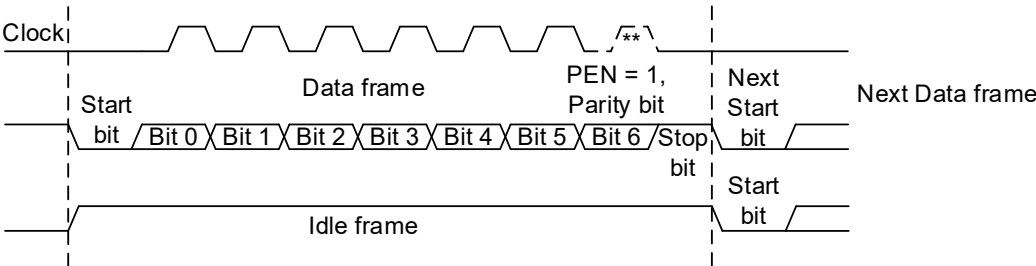 Clock
**
Data frame
PEN = 1,
Parity bit
Next
Start
bit
Next Data frame
Start
bit
Bit 0 Bit 1 Bit 2 Bit 3 Bit 4 Bit 5 Bit 6
Stop
bit
Idle frame
Start
bit